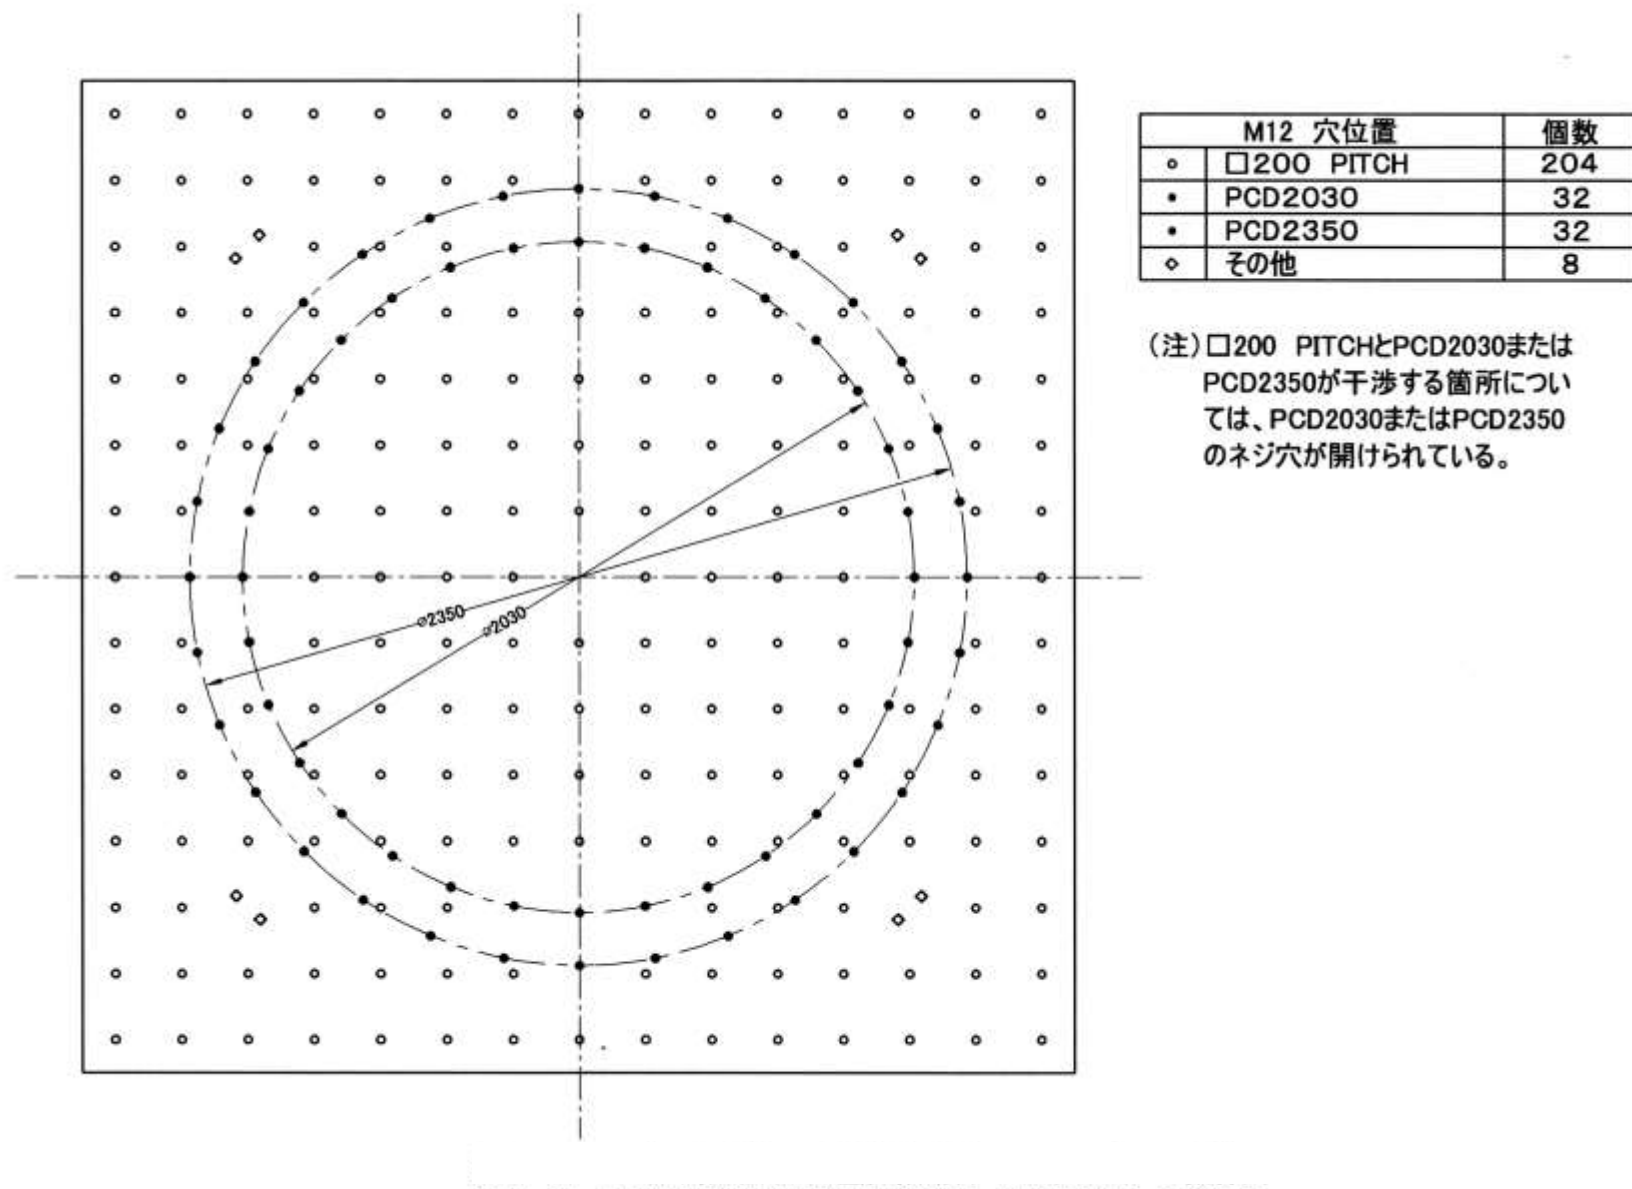 M12 穴位置 個数
□200 PITCH 204
PCD2030 32
PCD2350 32
その他 8
(注)□200 PITCHとPCD2030または
PCD2350が干渉する箇所につい
ては、PCD2030またはPCD2350
のネジ穴が開けられている。
⌀2350
⌀2030